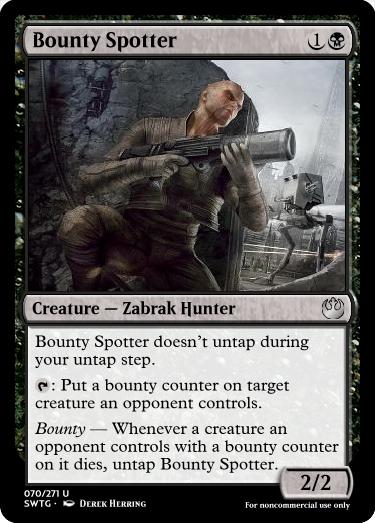 Bounty Spotter 1
Creature — Zabrak Hunter
Bounty Spotter doesn't untap during
your untap step.
: Put a bounty counter on target
creature an opponent controls.
Bounty — Whenever a creature an
opponent controls with a bounty counter
on it dies, untap Bounty Spotter.
2/2
070/271 U
SWTG · Derek Herring
For noncommercial use only